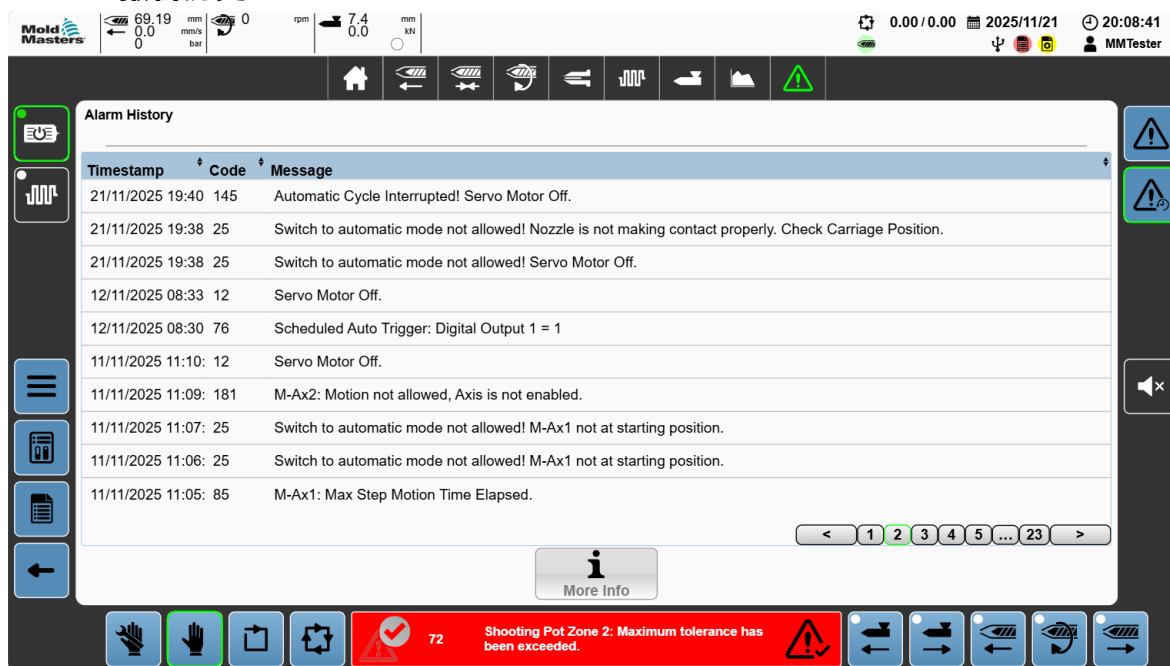 Mold
Masters
69.19 mm
0.0 mm/s
0 bar
0 rpm
7.4 mm
0.0 kN
0.00 / 0.00 2025/11/21 20:08:41
MMTester
Alarm History
Timestamp Code Message
21/11/2025 19:40 145 Automatic Cycle Interrupted! Servo Motor Off.
21/11/2025 19:38 25 Switch to automatic mode not allowed! Nozzle is not making contact properly. Check Carriage Position.
21/11/2025 19:38 25 Switch to automatic mode not allowed! Servo Motor Off.
12/11/2025 08:33 12 Servo Motor Off.
12/11/2025 08:30 76 Scheduled Auto Trigger: Digital Output 1 = 1
11/11/2025 11:10: 12 Servo Motor Off.
11/11/2025 11:09: 181 M-Ax2: Motion not allowed, Axis is not enabled.
11/11/2025 11:07: 25 Switch to automatic mode not allowed! M-Ax1 not at starting position.
11/11/2025 11:06: 25 Switch to automatic mode not allowed! M-Ax1 not at starting position.
11/11/2025 11:05: 85 M-Ax1: Max Step Motion Time Elapsed.
< 1 2 3 4 5 ... 23 >
More Info
72 Shooting Pot Zone 2: Maximum tolerance has
been exceeded.